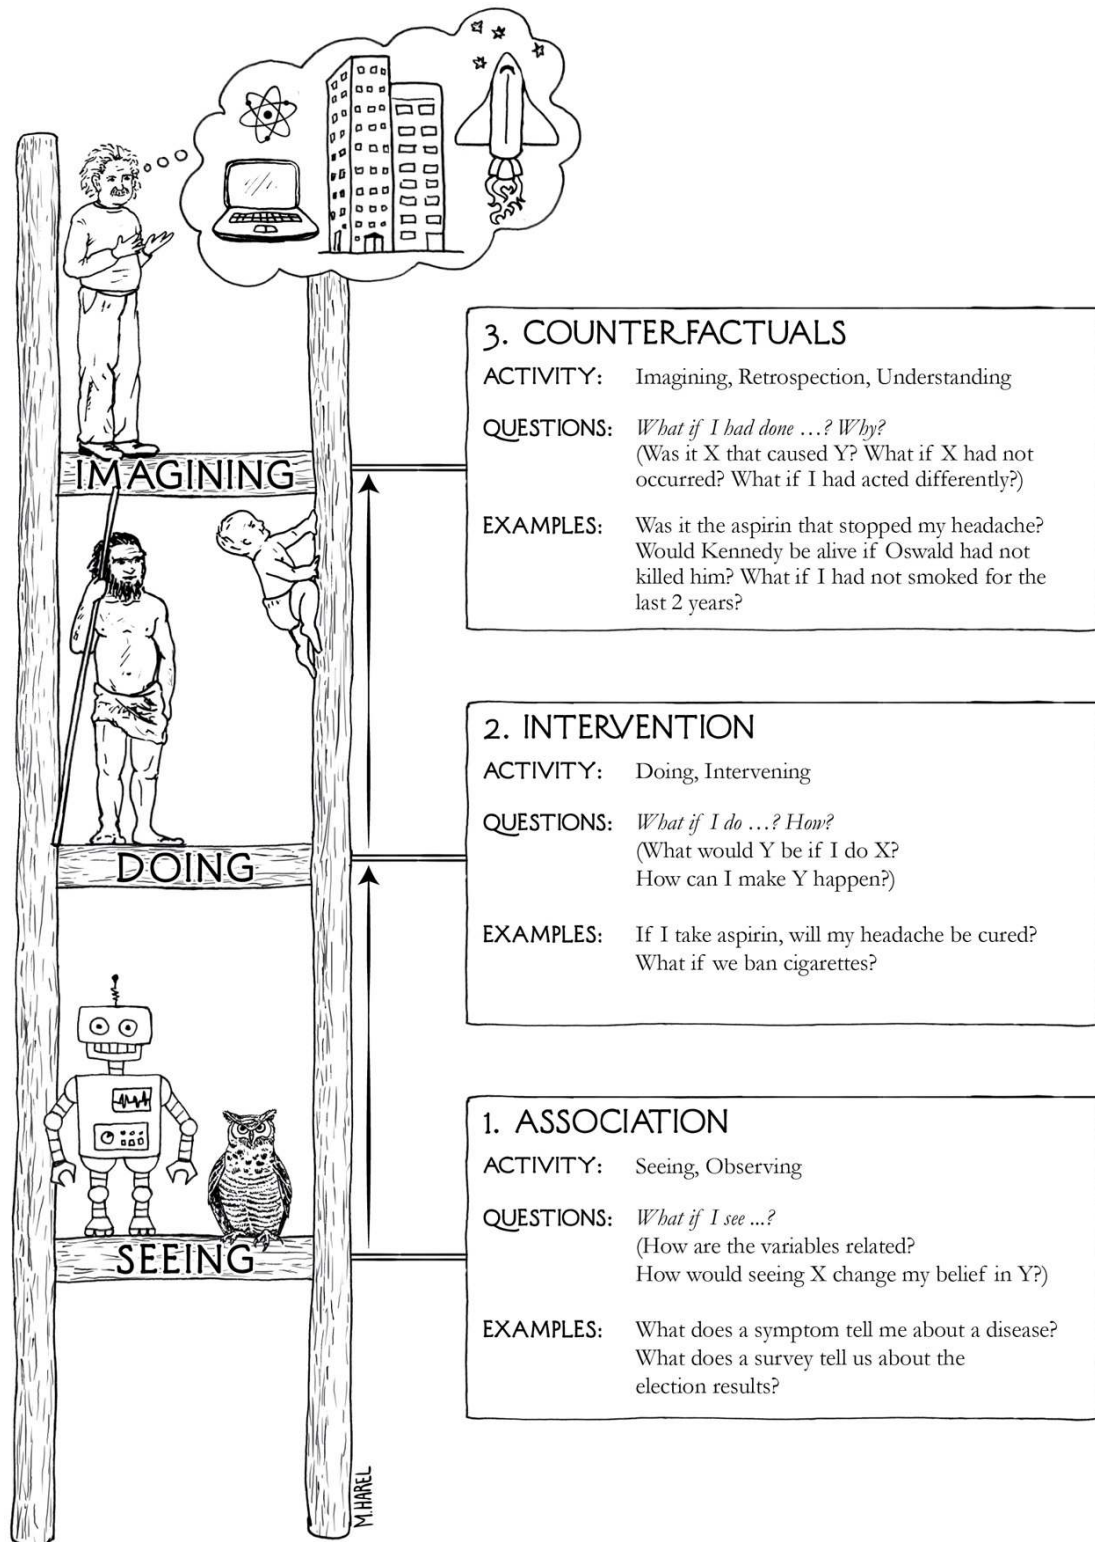 3. COUNTERFACTUALS
ACTIVITY: Imagining, Retrospection, Understanding
QUESTIONS: What if I had done …? Why?
(Was it X that caused Y? What if X had not
occurred? What if I had acted differently?)
EXAMPLES: Was it the aspirin that stopped my headache?
Would Kennedy be alive if Oswald had not
killed him? What if I had not smoked for the
last 2 years?
IMAGINING
2. INTERVENTION
ACTIVITY: Doing, Intervening
QUESTIONS: What if I do …? How?
(What would Y be if I do X?
How can I make Y happen?)
EXAMPLES: If I take aspirin, will my headache be cured?
What if we ban cigarettes?
DOING
1. ASSOCIATION
ACTIVITY: Seeing, Observing
QUESTIONS: What if I see ...?
(How are the variables related?
How would seeing X change my belief in Y?)
EXAMPLES: What does a symptom tell me about a disease?
What does a survey tell us about the
election results?
SEEING
M.HAREL